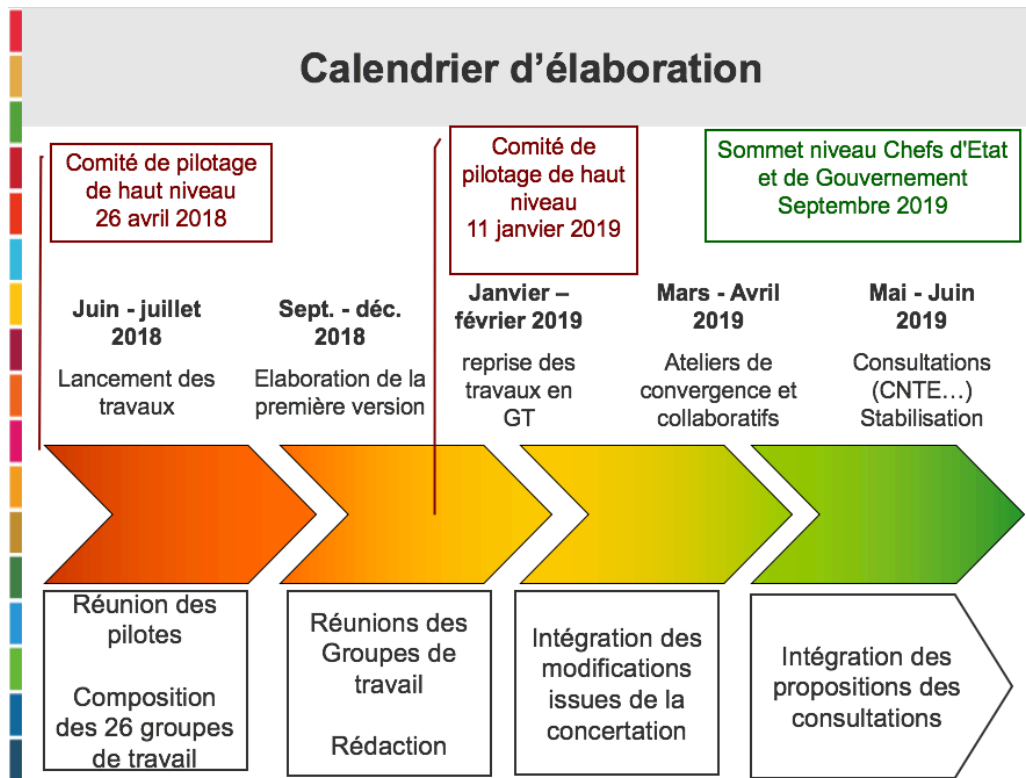 Calendrier d'élaboration
Comité de pilotage
de haut niveau
26 avril 2018
Comité de
pilotage de haut
niveau
11 janvier 2019
Sommet niveau Chefs d'Etat
et de Gouvernement
Septembre 2019
Juin - juillet
2018
Lancement des
travaux
Sept. - déc.
2018
Elaboration de la
première version
Janvier –
février 2019
reprise des
travaux en
GT
Mars - Avril
2019
Ateliers de
convergence et
collaboratifs
Mai - Juin
2019
Consultations
(CNTE…)
Stabilisation
Réunion des
pilotes
Composition
des 26 groupes
de travail
Réunions des
Groupes de
travail
Rédaction
Intégration des
modifications
issues de la
concertation
Intégration des
propositions des
consultations